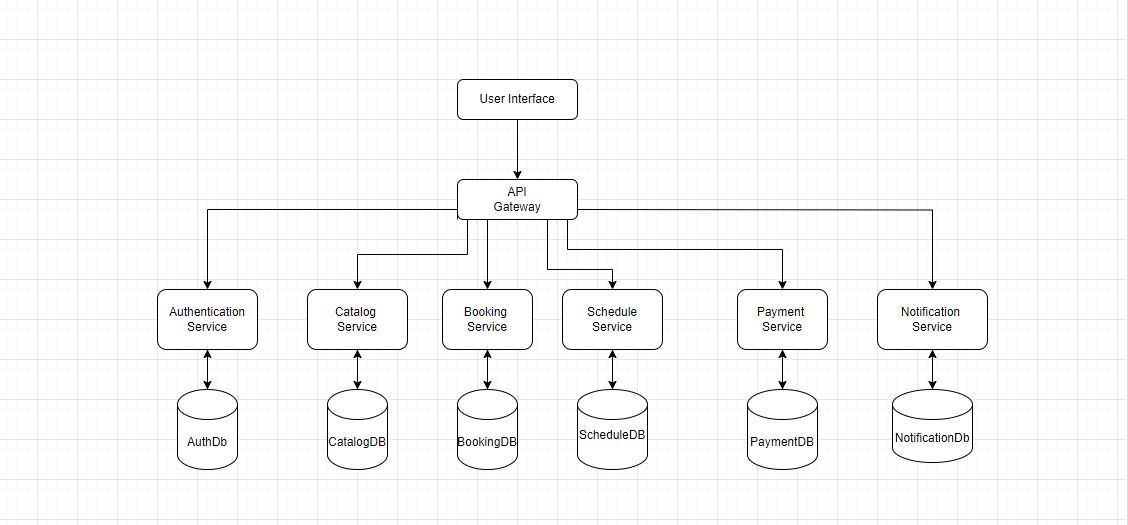 User Interface
API
Gateway
Authentication
Service
Catalog
Service
Booking
Service
Schedule
Service
Payment
Service
Notification
Service
AuthDb
CatalogDB
BookingDB
ScheduleDB
PaymentDB
NotificationDb